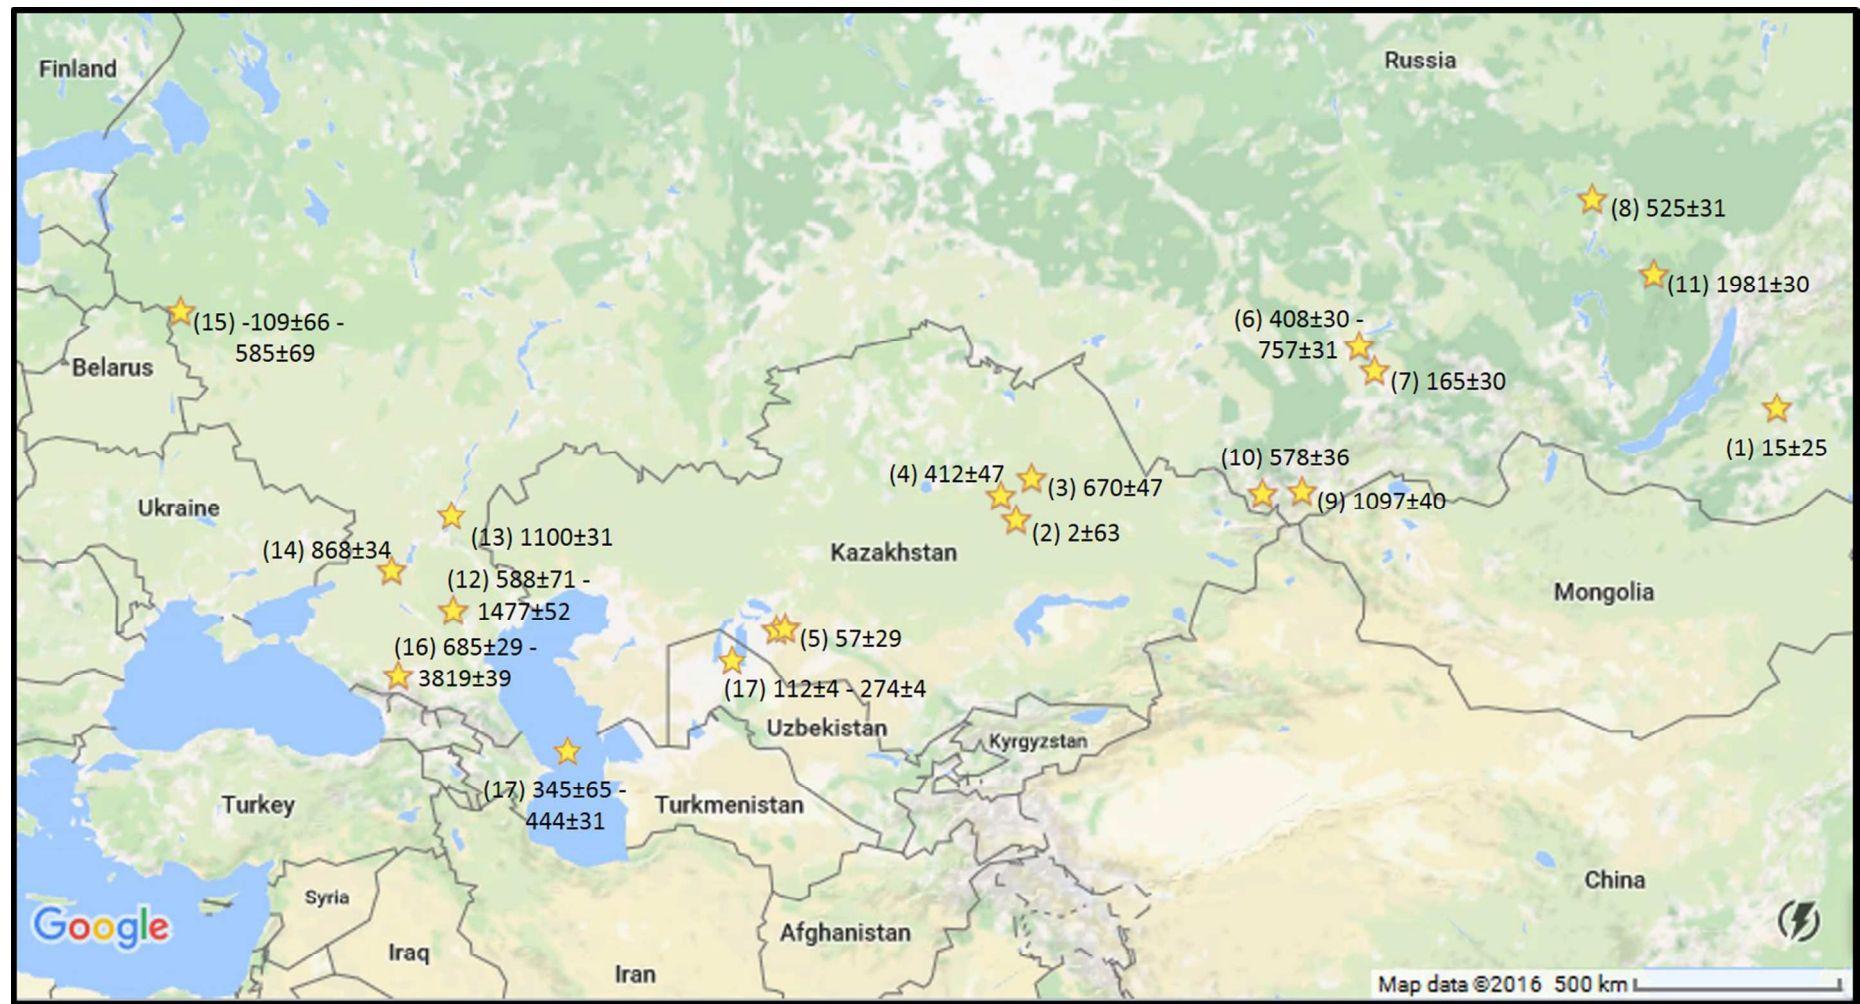 Finland
Russia
(8) 525±31
(11) 1981±30
(6) 408±30 -
757±31
(15) -109±66 -
585±69
Belarus
(7) 165±30
(1) 15±25
(10) 578±36
(4) 412±47
(3) 670±47
(9) 1097±40
Ukraine
(2) 2±63
(13) 1100±31
(14) 868±34
Kazakhstan
(12) 588±71 -
1477±52
Mongolia
(5) 57±29
(16) 685±29 -
3819±39
(17) 112±4 - 274±4
Uzbekistan
Kyrgyzstan
(17) 345±65 -
444±31
Turkey
Turkmenistan
China
Syria
Google
Afghanistan
Iraq
Iran
Map data ©2016 500 km